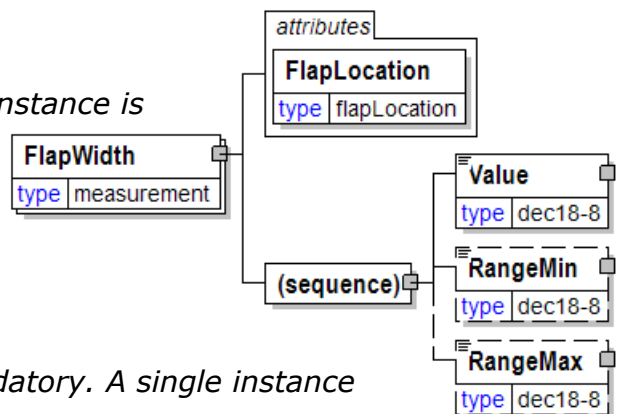 attributes
FlapLocation
type flapLocation
nstance is
FlapWidth
type measurement
Value
type dec18-8
(sequence)
RangeMin
type dec18-8
RangeMax
type dec18-8
datory. A single instance